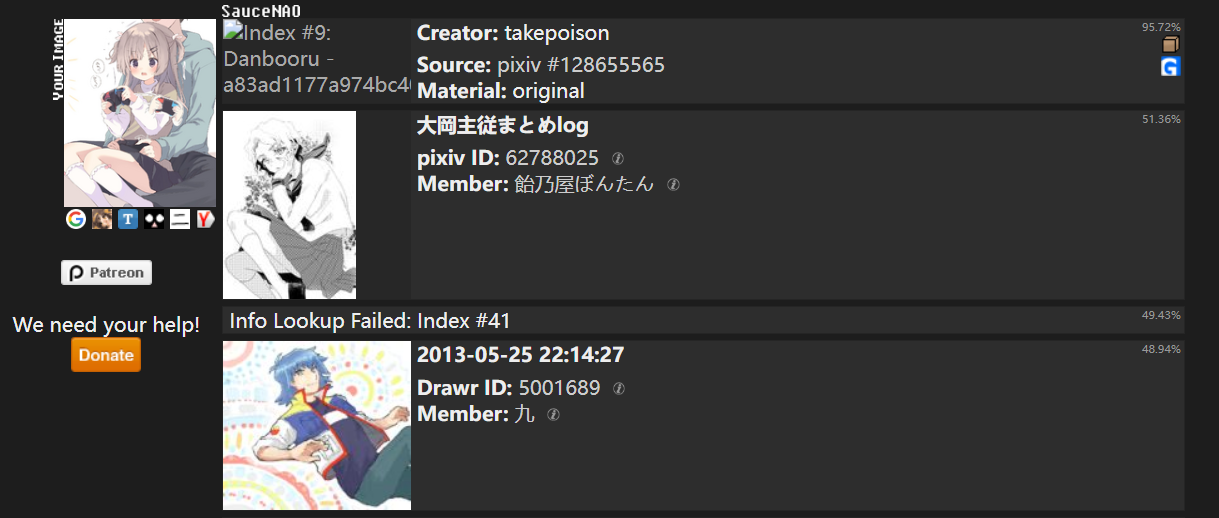 SauceNAO
YOUR IMAGE
Index #9:
Danbooru -
a83ad1177a974bc4
Creator: takepoison
Source: pixiv #128655565
Material: original
95.72%
大岡主従まとめlog
pixiv ID: 62788025
Member: 飴乃屋ぼんたん
51.36%
Patreon
We need your help!
Donate
Info Lookup Failed: Index #41
49.43%
2013-05-25 22:14:27
Drawr ID: 5001689
Member: 九
48.94%